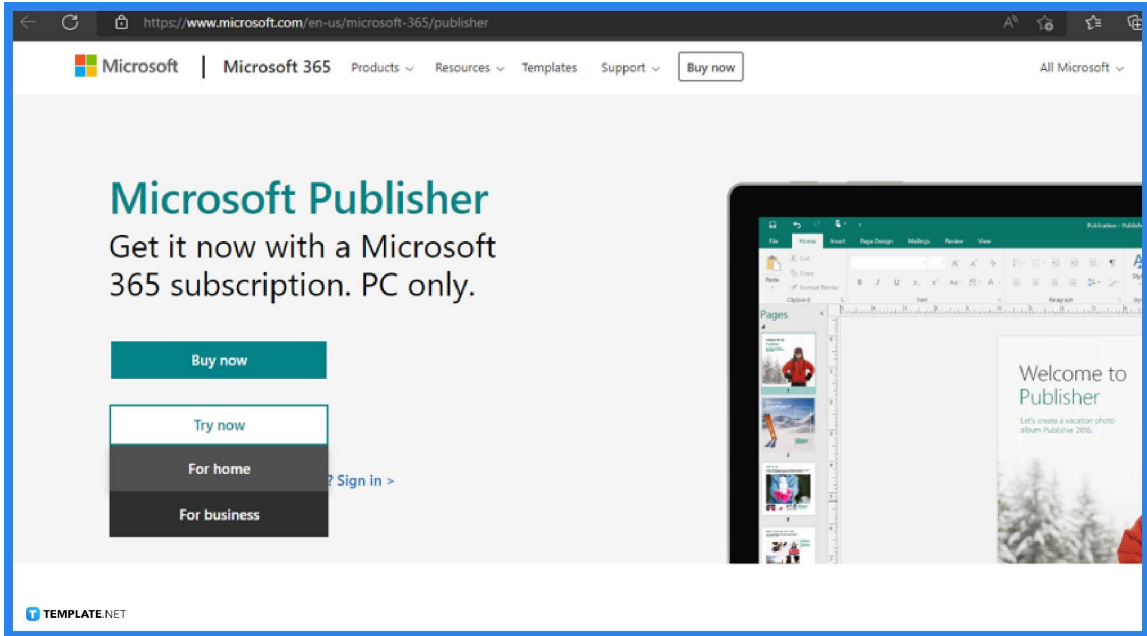 https://www.microsoft.com/en-us/microsoft-365/publisher
Microsoft Microsoft 365 Products Resources Templates Support Buy now All Microsoft
Microsoft Publisher
Get it now with a Microsoft
365 subscription. PC only.
Buy now
Try now
For home
? Sign in >
For business
File Home Insert Page Design Mailings Review View
Cut
Copy
Paste
Format Painter
Clipboard
Font
Paragraph
Pages
Welcome to
Publisher
Let's create a vacation photo
album Publisher 2016.
TEMPLATE.NET